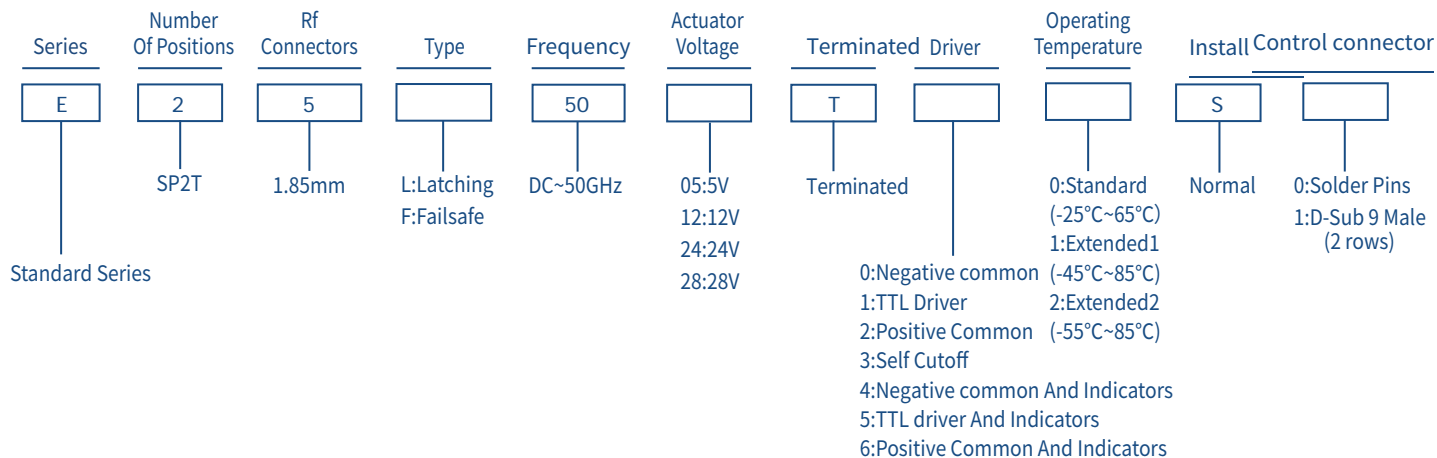 Series
Number
Of Positions
Rf
Connectors
Type
Frequency
Actuator
Voltage
Terminated
Driver
Operating
Temperature
Install
Control connector
E
2
5
50
T
S
Standard Series
SP2T
1.85mm
L:Latching
F:Failsafe
DC~50GHz
05:5V
12:12V
24:24V
28:28V
Terminated
0:Negative common
1:TTL Driver
2:Positive Common
3:Self Cutoff
4:Negative common And Indicators
5:TTL driver And Indicators
6:Positive Common And Indicators
0:Standard
(-25°C~65°C)
1:Extended1
(-45°C~85°C)
2:Extended2
(-55°C~85°C)
Normal
0:Solder Pins
1:D-Sub 9 Male
(2 rows)